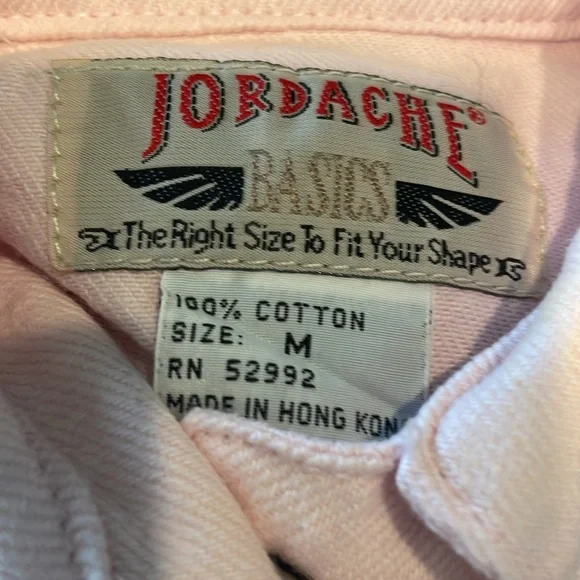 JORDACHE®
BASICS
The Right Size To Fit Your Shape
100% COTTON
SIZE: M
RN 52992
MADE IN HONG KON